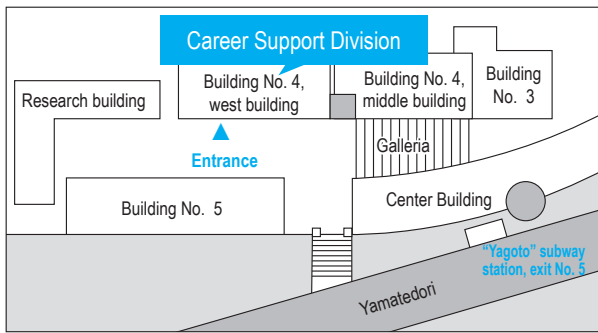 Career Support Division
Building No. 4,
west building
Building No. 4,
middle building
Building
No. 3
Research building
Entrance
Galleria
Building No. 5
Center Building
"Yagoto" subway
station, exit No. 5
Yamatedori